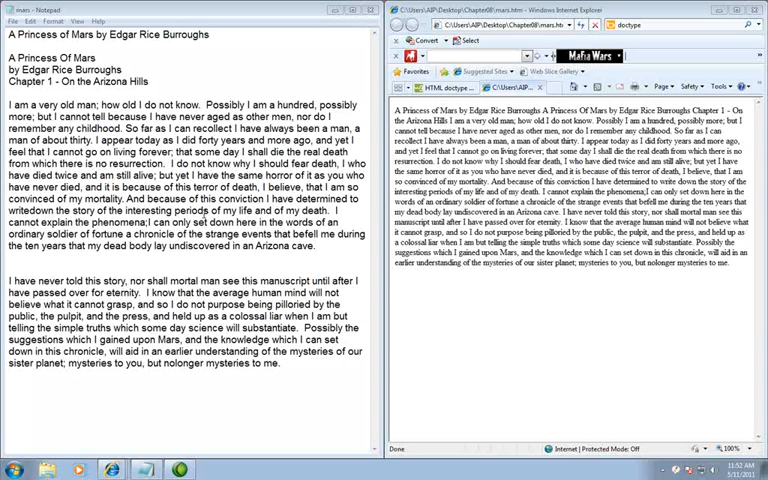 mars - Notepad
File Edit Format View Help
A Princess of Mars by Edgar Rice Burroughs
A Princess Of Mars
by Edgar Rice Burroughs
Chapter 1 - On the Arizona Hills
I am a very old man; how old I do not know. Possibly I am a hundred, possibly
more; but I cannot tell because I have never aged as other men, nor do I
remember any childhood. So far as I can recollect I have always been a man, a
man of about thirty. I appear today as I did forty years and more ago, and yet I
feel that I cannot go on living forever; that some day I shall die the real death
from which there is no resurrection. I do not know why I should fear death, I who
have died twice and am still alive; but yet I have the same horror of it as you who
have never died, and it is because of this terror of death, I believe, that I am so
convinced of my mortality. And because of this conviction I have determined to
writedown the story of the interesting periods of my life and of my death. I
cannot explain the phenomena;I can only set down here in the words of an
ordinary soldier of fortune a chronicle of the strange events that befell me during
the ten years that my dead body lay undiscovered in an Arizona cave.
I have never told this story, nor shall mortal man see this manuscript until after I
have passed over for eternity. I know that the average human mind will not
believe what it cannot grasp, and so I do not purpose being pilloried by the
public, the pulpit, and the press, and held up as a colossal liar when I am but
telling the simple truths which some day science will substantiate. Possibly the
suggestions which I gained upon Mars, and the knowledge which I can set
down in this chronicle, will aid in an earlier understanding of the mysteries of our
sister planet; mysteries to you, but nolonger mysteries to me.
C:\Users\AIP\Desktop\Chapter08\mars.htm - Windows Internet Explorer
C:\Users\AIP\Desktop\Chapter08\mars.h doctype
Convert Select
MaFia Wars
Favorites Suggested Sites Web Slice Gallery
HTML doctype C:\Users\AIP\... Page Safety Tools
A Princess of Mars by Edgar Rice Burroughs A Princess Of Mars by Edgar Rice Burroughs Chapter 1 - On
the Arizona Hills I am a very old man; how old I do not know. Possibly I am a hundred, possibly more; but I
cannot tell because I have never aged as other men, nor do I remember any childhood. So far as I can
recollect I have always been a man, a man of about thirty. I appear today as I did forty years and more ago,
and yet I feel that I cannot go on living forever; that some day I shall die the real death from which there is no
resurrection. I do not know why I should fear death, I who have died twice and am still alive; but yet I have
the same horror of it as you who have never died, and it is because of this terror of death, I believe, that I am
so convinced of my mortality. And because of this conviction I have determined to write down the story of the
interesting periods of my life and of my death. I cannot explain the phenomena;I can only set down here in the
words of an ordinary soldier of fortune a chronicle of the strange events that befell me during the ten years that
my dead body lay undiscovered in an Arizona cave. I have never told this story, nor shall mortal man see this
manuscript until after I have passed over for eternity. I know that the average human mind will not believe what
it cannot grasp, and so I do not purpose being pilloried by the public, the pulpit, and the press, and held up as
a colossal liar when I am but telling the simple truths which some day science will substantiate. Possibly the
suggestions which I gained upon Mars, and the knowledge which I can set down in this chronicle, will aid in an
earlier understanding of the mysteries of our sister planet; mysteries to you, but nolonger mysteries to me.
Done Internet | Protected Mode: Off 100%
11:52 AM
5/11/2011